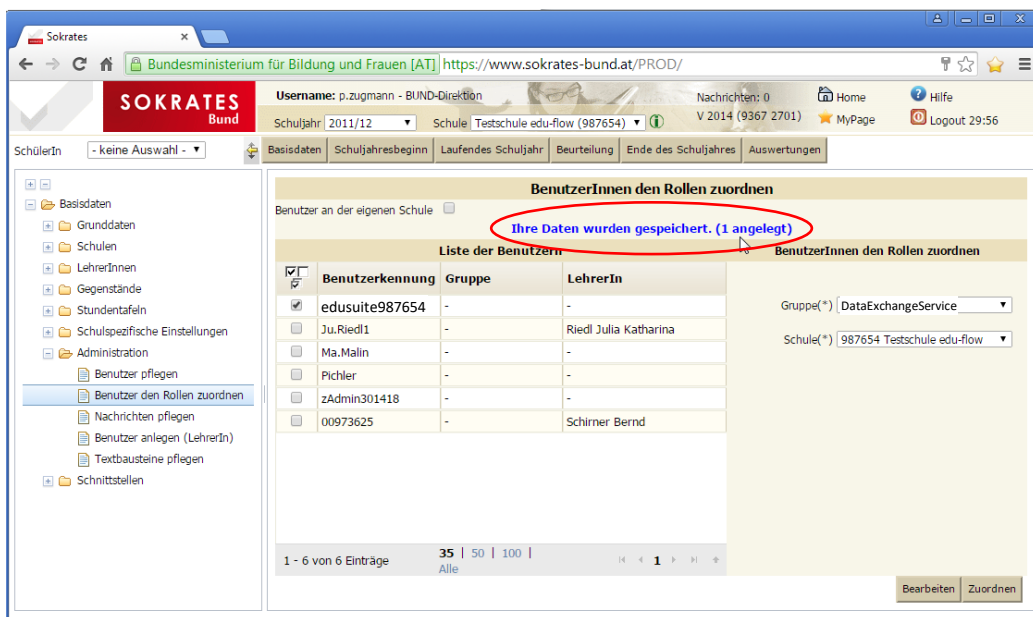 Sokrates
Bundesministerium für Bildung und Frauen [AT] https://www.sokrates-bund.at/PROD/
SOKRATES
Bund
Username: p.zugmann - BUND-Direktion
Nachrichten: 0
Home
Hilfe
Schuljahr 2011/12
Schule Testschule edu-flow (987654)
V 2014 (9367 2701)
MyPage
Logout 29:56
SchülerIn - keine Auswahl -
Basisdaten
Schuljahresbeginn
Laufendes Schuljahr
Beurteilung
Ende des Schuljahres
Auswertungen
Basisdaten
Grunddaten
Schulen
LehrerInnen
Gegenstände
Stundentafeln
Schulspezifische Einstellungen
Administration
Benutzer pflegen
Benutzer den Rollen zuordnen
Nachrichten pflegen
Benutzer anlegen (LehrerIn)
Textbausteine pflegen
Schnittstellen
BenutzerInnen den Rollen zuordnen
Benutzer an der eigenen Schule
Ihre Daten wurden gespeichert. (1 angelegt)
Liste der Benutzern
Benutzerkennung Gruppe LehrerIn
edusuite987654 - -
Ju.Riedl1 - Riedl Julia Katharina
Ma.Malin - -
Pichler - -
zAdmin301418 - -
00973625 - Schirner Bernd
1 - 6 von 6 Einträge
35 | 50 | 100 |
Alle
1
BenutzerInnen den Rollen zuordnen
Gruppe(*) DataExchangeService
Schule(*) 987654 Testschule edu-flow
Bearbeiten
Zuordnen